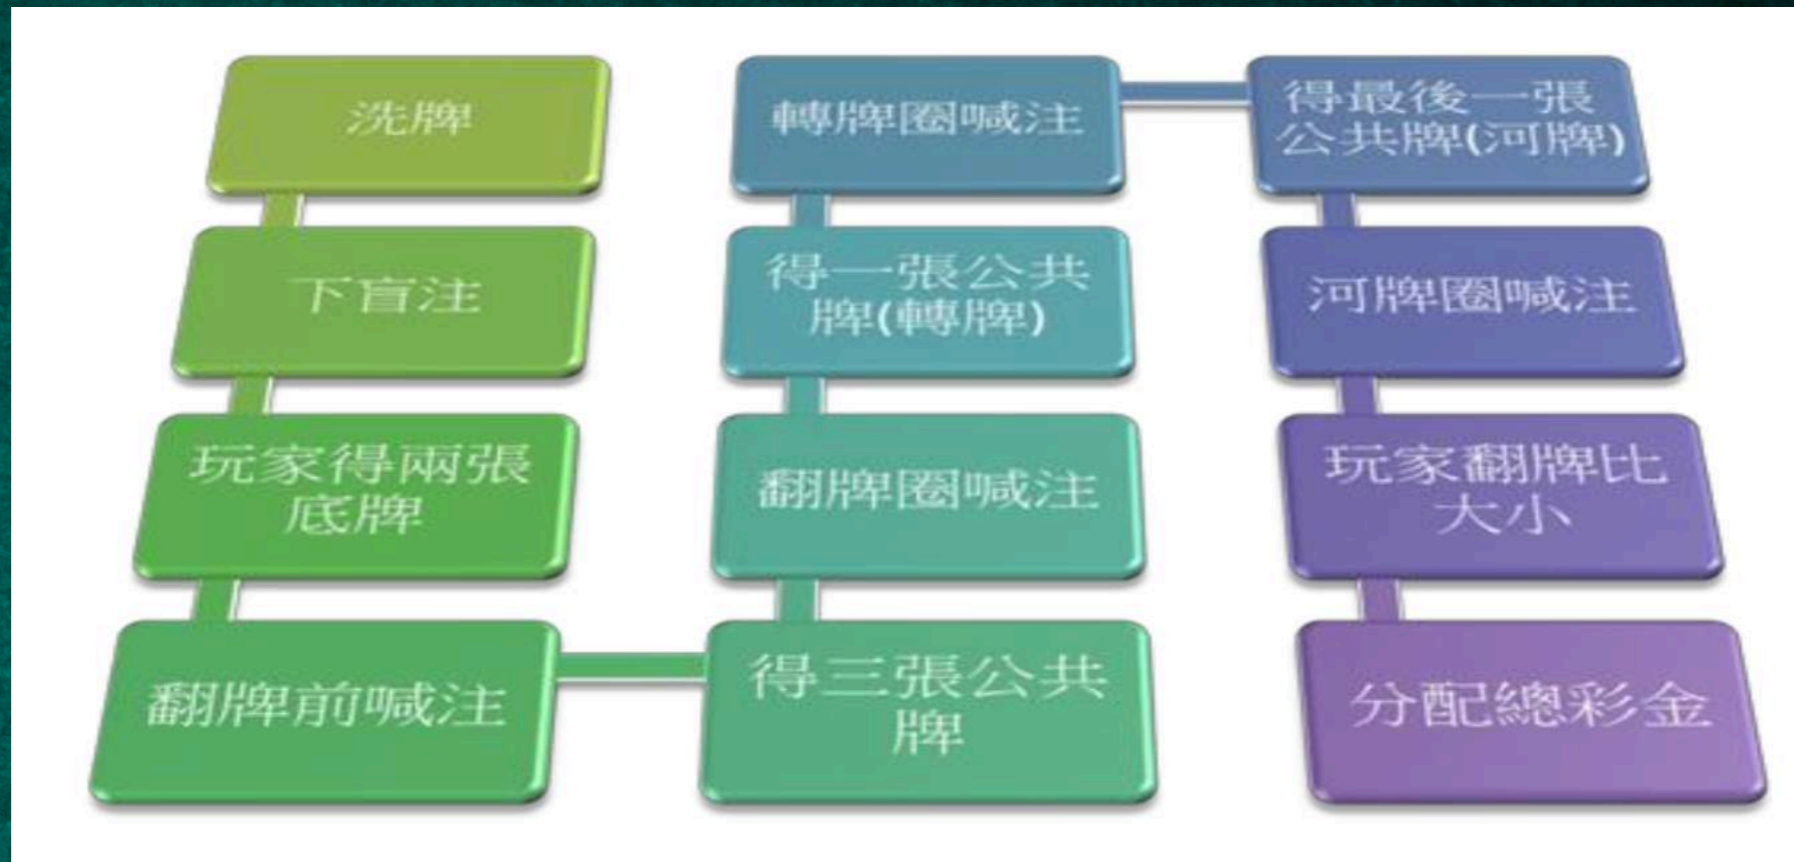 洗牌
下盲注
玩家得兩張
底牌
翻牌前喊注
得三張公共
牌
翻牌圈喊注
得一張公共
牌(轉牌)
轉牌圈喊注
得最後一張
公共牌(河牌)
河牌圈喊注
玩家翻牌比
大小
分配總彩金